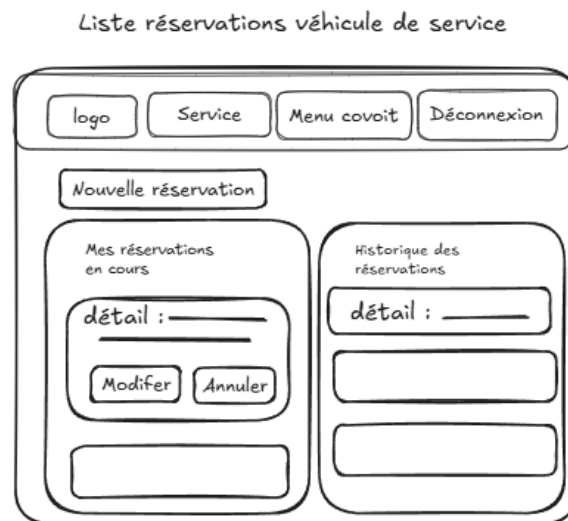 Liste réservations véhicule de service
logo
Service
Menu covoit
Déconnexion
Nouvelle réservation
Mes réservations
en cours
détail :
Modifer
Annuler
Historique des
réservations
détail :